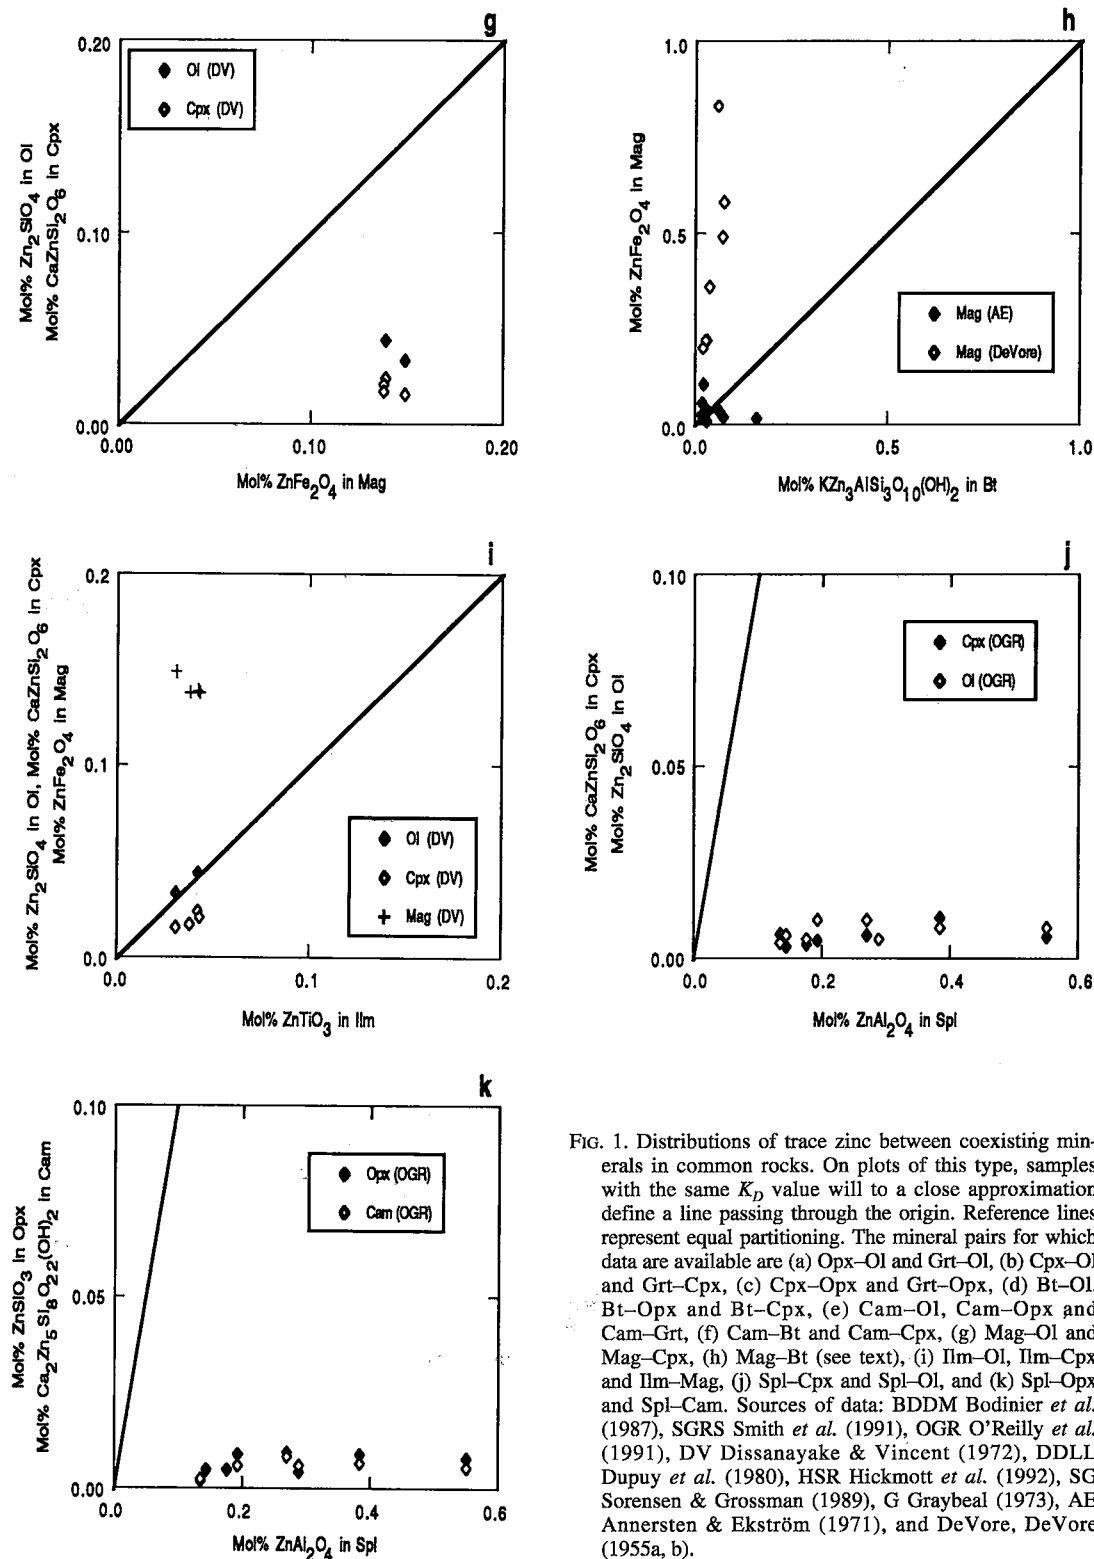 g
Mol% Zn2SiO4 in Ol
Mol% CaZnSi2O6 in Cpx
0.20
0.10
0.00
Ol (DV)
Cpx (DV)
0.00 0.10 0.20
Mol% ZnFe2O4 in Mag
h
Mol% ZnFe2O4 in Mag
1.0
0.5
0.0
Mag (AE)
Mag (DeVore)
0.5 1.0
Mol% KZn3AlSi3O10(OH)2 in Bt
i
Mol% Zn2SiO4 in Ol, Mol% CaZnSi2O6 in Cpx
Mol% ZnFe2O4 in Mag
0.2
0.1
0.0
Ol (DV)
Cpx (DV)
Mag (DV)
0.0 0.1 0.2
Mol% ZnTiO3 in Ilm
j
Mol% CaZnSi2O6 in Cpx
Mol% Zn2SiO4 in Ol
0.10
0.05
0.00
Cpx (OGR)
Ol (OGR)
0.0 0.2 0.4 0.6
Mol% ZnAl2O4 in Spl
k
Mol% ZnSiO3 in Opx
Mol% Ca2Zn5Si8O22(OH)2 in Cam
0.10
0.05
0.00
Opx (OGR)
Cam (OGR)
0.0 0.2 0.4 0.6
Mol% ZnAl2O4 in Spl
FIG. 1. Distributions of trace zinc between coexisting min-
erals in common rocks. On plots of this type, samples
with the same KD value will to a close approximation
define a line passing through the origin. Reference lines
represent equal partitioning. The mineral pairs for which
data are available are (a) Opx–Ol and Grt–Ol, (b) Cpx–Ol
and Grt–Cpx, (c) Cpx–Opx and Grt–Opx, (d) Bt–Ol,
Bt–Opx and Bt–Cpx, (e) Cam–Ol, Cam–Opx and
Cam–Grt, (f) Cam–Bt and Cam–Cpx, (g) Mag–Ol and
Mag–Cpx, (h) Mag–Bt (see text), (i) Ilm–Ol, Ilm–Cpx
and Ilm–Mag, (j) Spl–Cpx and Spl–Ol, and (k) Spl–Opx
and Spl–Cam. Sources of data: BDDM Bodinier et al.
(1987), SGRS Smith et al. (1991), OGR O'Reilly et al.
(1991), DV Dissanayake & Vincent (1972), DDLL
Dupuy et al. (1980), HSR Hickmott et al. (1992), SG
Sorensen & Grossman (1989), G Graybeal (1973), AE
Annersten & Ekström (1971), and DeVore, DeVore
(1955a, b).